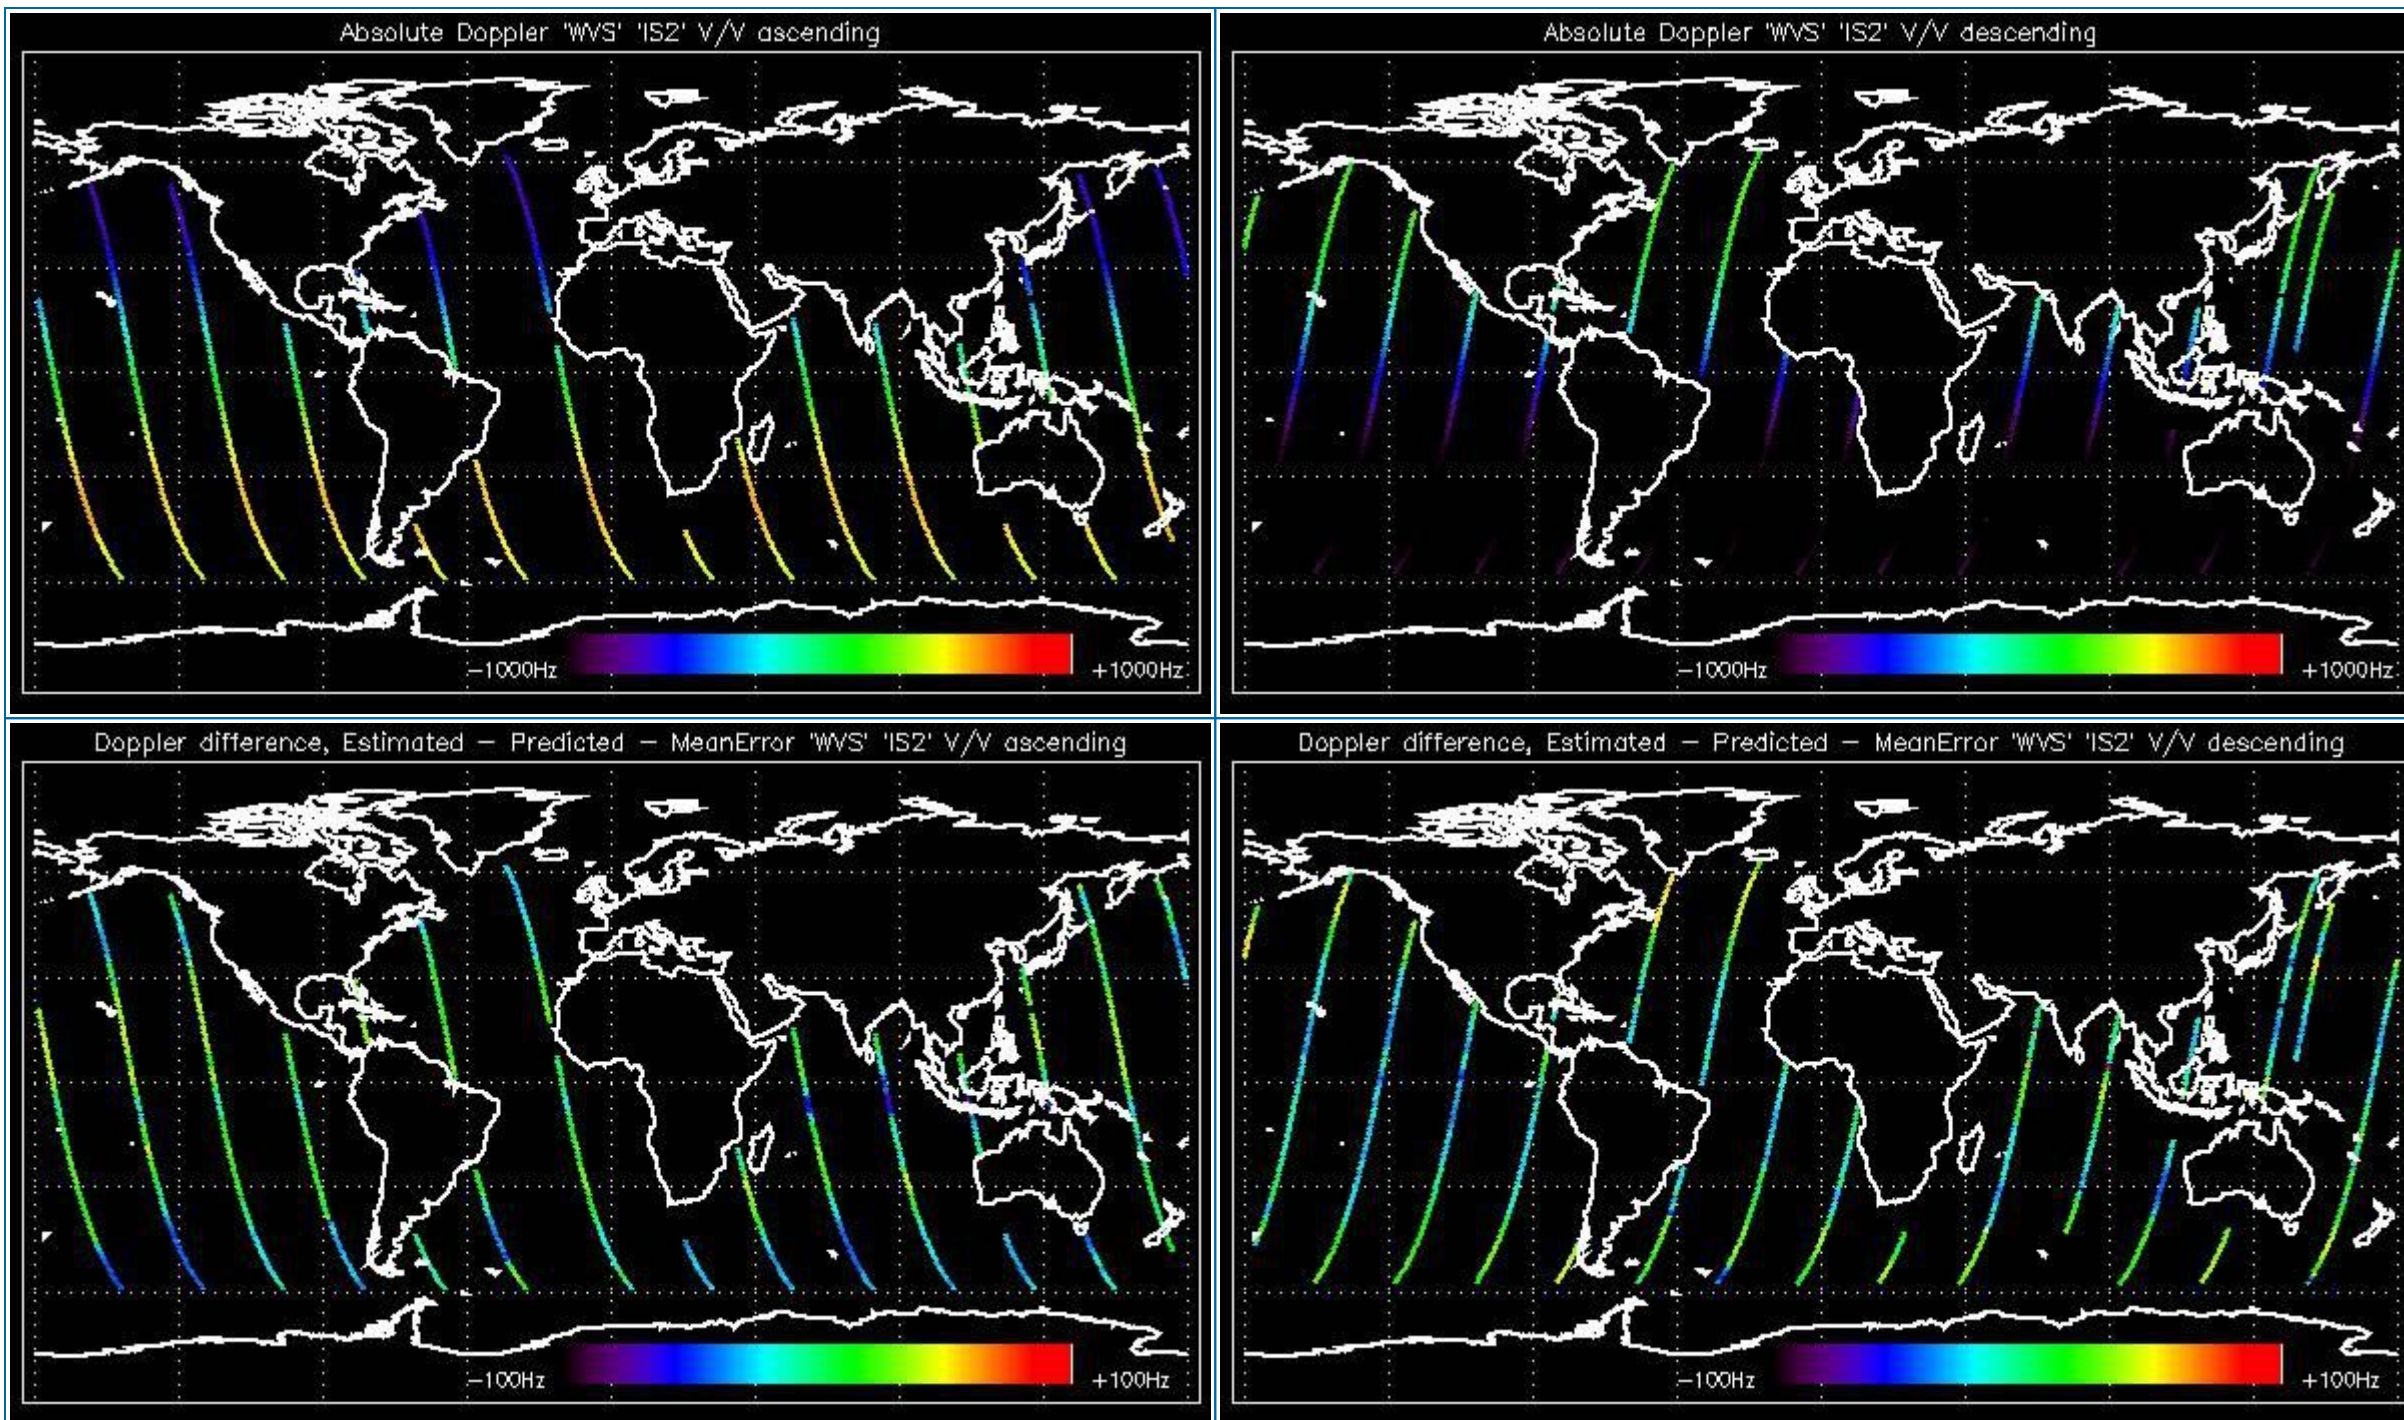 Absolute Doppler 'WVS' 'IS2' V/V ascending
-1000Hz
+1000Hz
Absolute Doppler 'WVS' 'IS2' V/V descending
-1000Hz
+1000Hz
Doppler difference, Estimated - Predicted - MeanError 'WVS' 'IS2' V/V ascending
-100Hz
+100Hz
Doppler difference, Estimated - Predicted - MeanError 'WVS' 'IS2' V/V descending
-100Hz
+100Hz